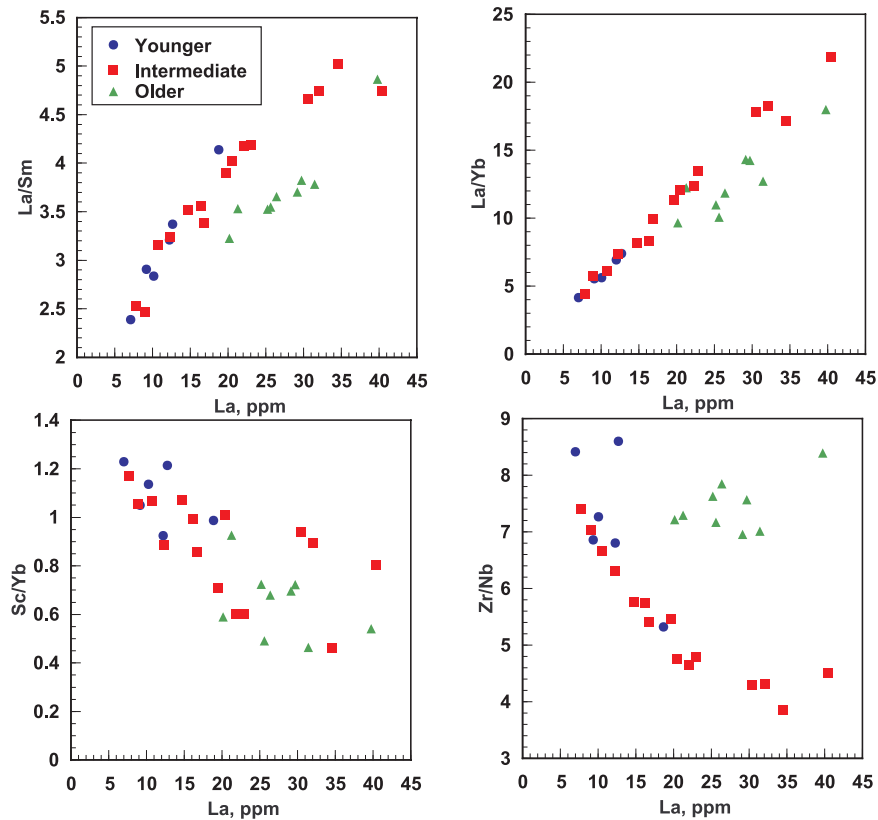 5.5
5
4.5
4
3.5
3
2.5
2
La/Sm
Younger
Intermediate
Older
0 5 10 15 20 25 30 35 40 45
La, ppm
25
20
15
10
5
0
La/Yb
0 5 10 15 20 25 30 35 40 45
La, ppm
1.4
1.2
1
0.8
0.6
0.4
0.2
0
Sc/Yb
0 5 10 15 20 25 30 35 40 45
La, ppm
9
8
7
6
5
4
3
Zr/Nb
0 5 10 15 20 25 30 35 40 45
La, ppm